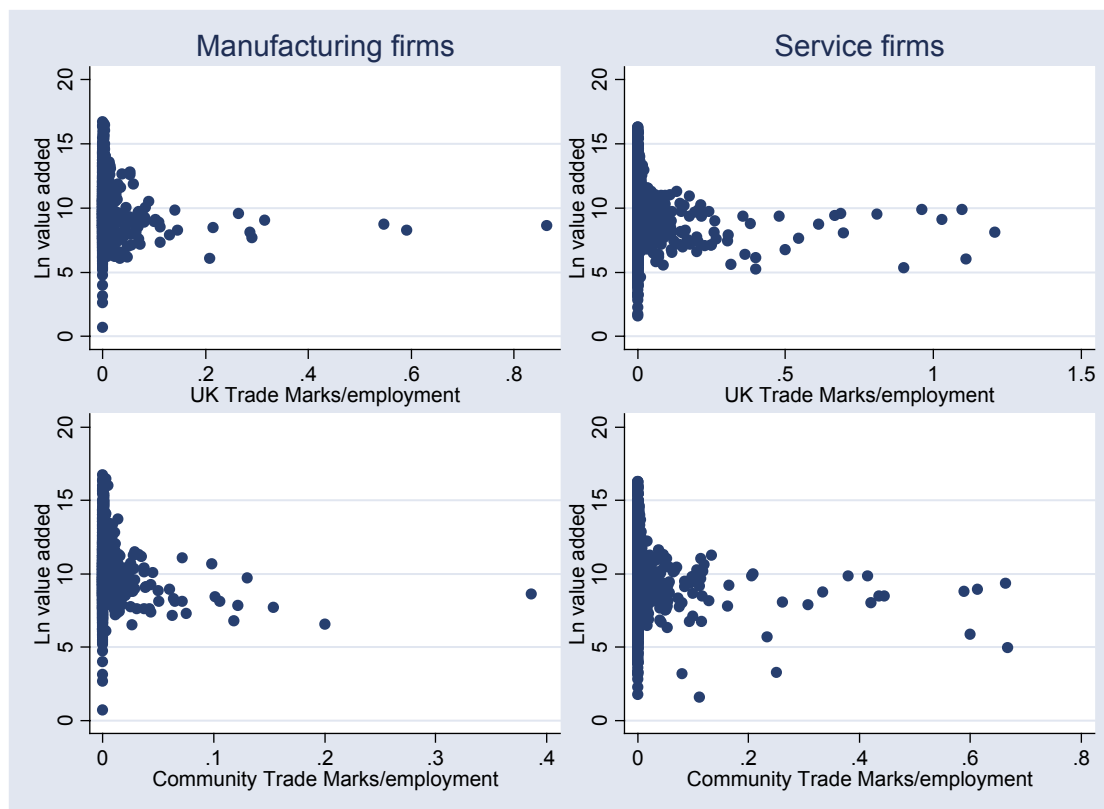 Manufacturing firms
Service firms
Ln value added
0 5 10 15 20
0 .2 .4 .6 .8
UK Trade Marks/employment
Ln value added
0 5 10 15 20
0 .5 1 1.5
UK Trade Marks/employment
Ln value added
0 5 10 15 20
0 .1 .2 .3 .4
Community Trade Marks/employment
Ln value added
0 5 10 15 20
0 .2 .4 .6 .8
Community Trade Marks/employment